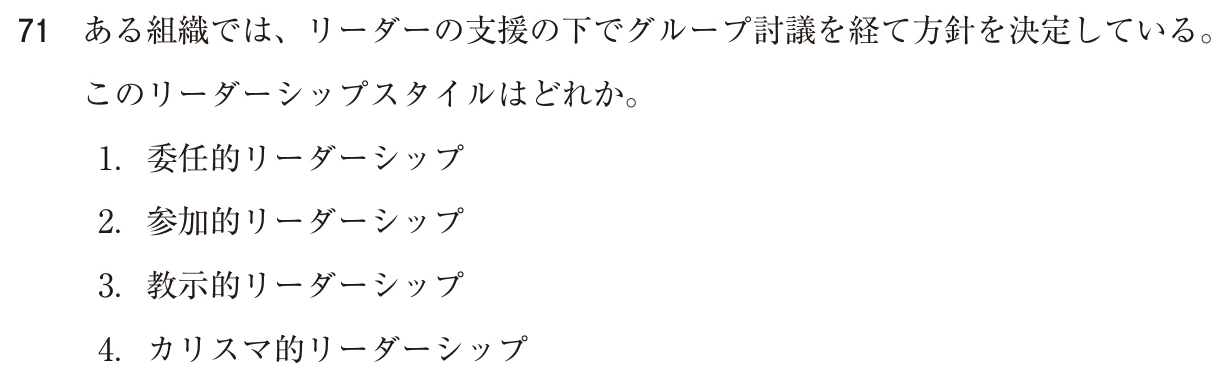 71 ある組織では、リーダーの支援の下でグループ討議を経て方針を決定している。
このリーダーシップスタイルはどれか。
1. 委任的リーダーシップ
2. 参加的リーダーシップ
3. 教示的リーダーシップ
4. カリスマ的リーダーシップ